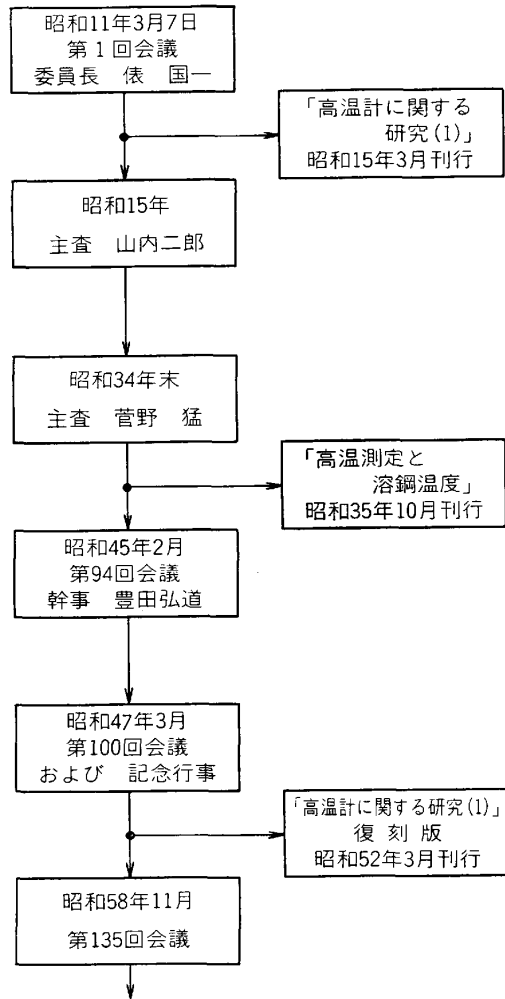 昭和11年3月7日
第1回会議
委員長 俵 国一
「高温計に関する
研究(1)」
昭和15年3月刊行
昭和15年
主査 山内二郎
昭和34年末
主査 菅野 猛
「高温測定と
溶鋼温度」
昭和35年10月刊行
昭和45年2月
第94回会議
幹事 豊田弘道
昭和47年3月
第100回会議
および 記念行事
「高温計に関する研究(1)」
復刻版
昭和52年3月刊行
昭和58年11月
第135回会議